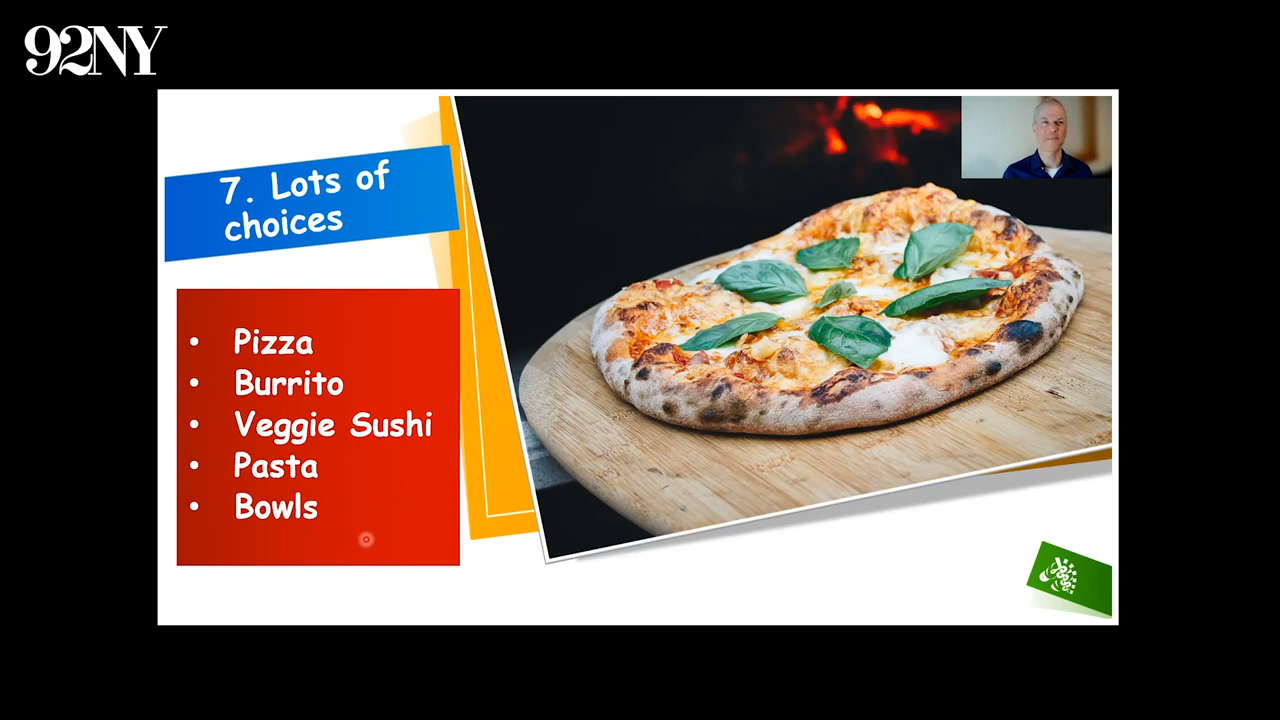 92NY
7. Lots of
choices
• Pizza
• Burrito
• Veggie Sushi
• Pasta
• Bowls